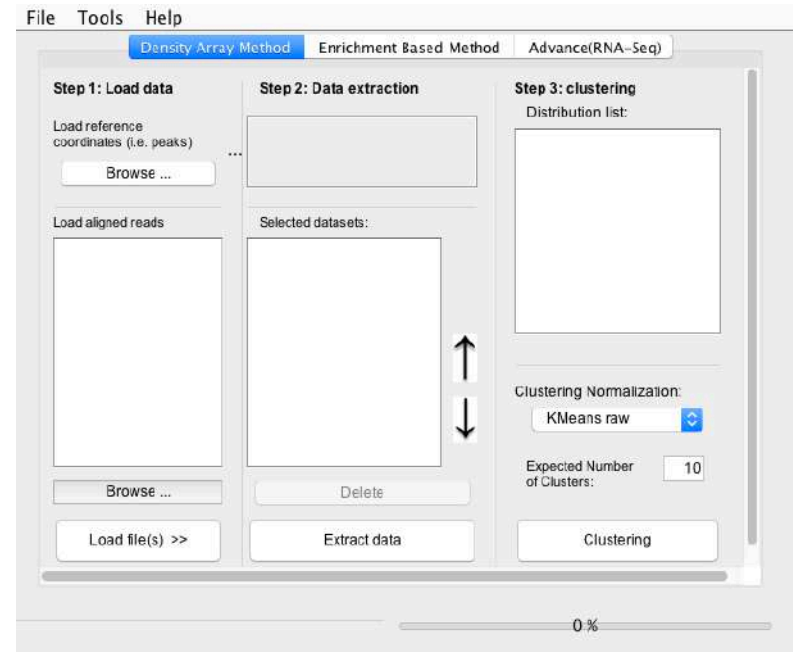 File Tools Help
Density Array Method Enrichment Based Method Advance(RNA-Seq)
Step 1: Load data
Load reference
coordinates (i.e. peaks)
...
Browse ...
Load aligned reads
Browse ...
Load file(s) >>
Step 2: Data extraction
Selected datasets:
Delete
Extract data
Step 3: clustering
Distribution list:
Clustering Normalization:
KMeans raw
Expected Number
of Clusters:
10
Clustering
0 %